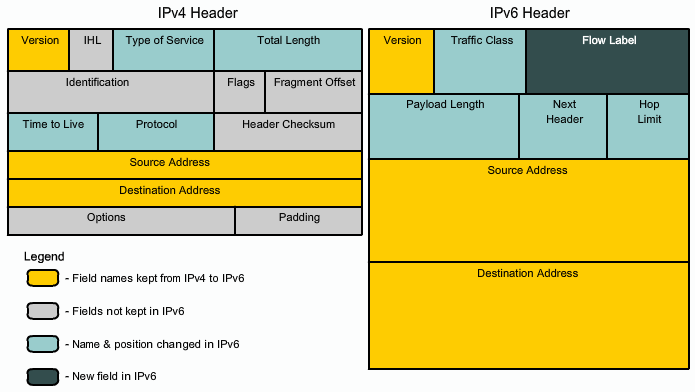 IPv4 Header
IPv6 Header
Version IHL Type of Service Total Length
Identification Flags Fragment Offset
Time to Live Protocol Header Checksum
Source Address
Destination Address
Options Padding
Version Traffic Class Flow Label
Payload Length Next Header Hop Limit
Source Address
Destination Address
Legend
- Field names kept from IPv4 to IPv6
- Fields not kept in IPv6
- Name & position changed in IPv6
- New field in IPv6